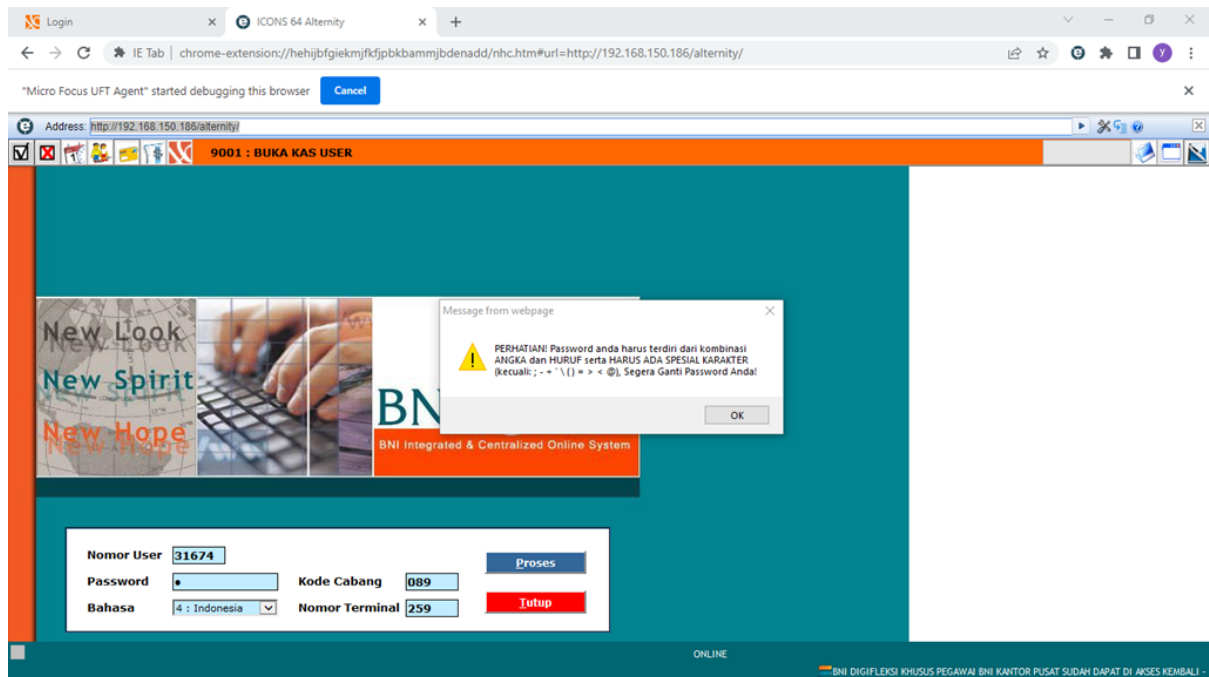 Login
ICONS 64 Alternity
IE Tab | chrome-extension://hehijbfgiekmjfkfjpbkbammjbdenadd/nhc.htm#url=http://192.168.150.186/alternity/
y
"Micro Focus UFT Agent" started debugging this browser
Cancel
Address: http://192.168.150.186/alternity/
9001 : BUKA KAS USER
New Look
New Spirit
New Hope
BN
BNI Integrated & Centralized Online System
Message from webpage
PERHATIAN! Password anda harus terdiri dari kombinasi
ANGKA dan HURUF serta HARUS ADA SPESIAL KARAKTER
(kecuali: ; - + ' \ () = > < @), Segera Ganti Password Anda!
OK
Nomor User 31674
Proses
Password Kode Cabang 089
Bahasa 4 : Indonesia Nomor Terminal 259
Tutup
ONLINE
BNI DIGIFLEKSI KHUSUS PEGAWAI BNI KANTOR PUSAT SUDAH DAPAT DI AKSES KEMBALI -